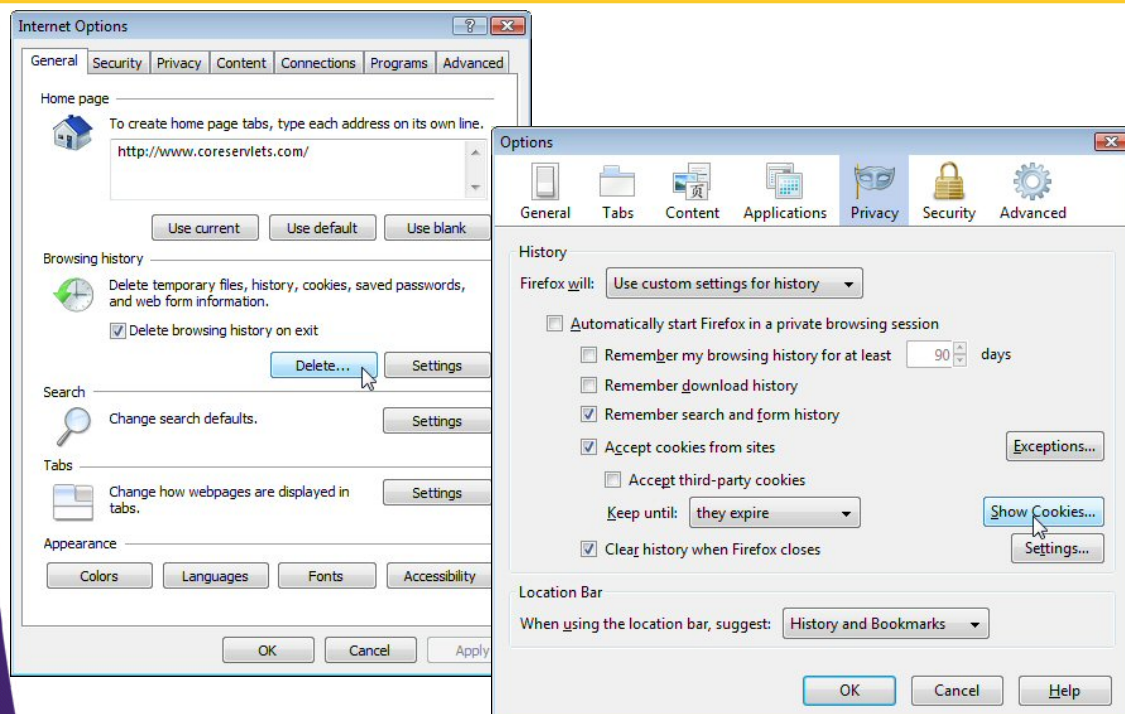 Internet Options
General Security Privacy Content Connections Programs Advanced
Home page
To create home page tabs, type each address on its own line.
http://www.coreservlets.com/
Use current Use default Use blank
Browsing history
Delete temporary files, history, cookies, saved passwords,
and web form information.
Delete browsing history on exit
Delete... Settings
Search
Change search defaults. Settings
Tabs
Change how webpages are displayed in
tabs.
Settings
Appearance
Colors Languages Fonts Accessibility
OK Cancel Apply
Options
页
General Tabs Content Applications Privacy Security Advanced
History
Firefox will: Use custom settings for history
Automatically start Firefox in a private browsing session
Remember my browsing history for at least 90 days
Remember download history
Remember search and form history
Accept cookies from sites Exceptions...
Accept third-party cookies
Keep until: they expire Show Cookies...
Clear history when Firefox closes Settings...
Location Bar
When using the location bar, suggest: History and Bookmarks
OK Cancel Help